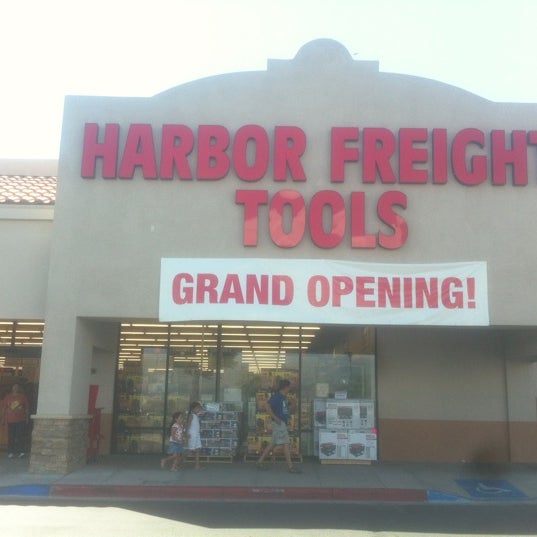 HARBOR FREIGHT
TOOLS
GRAND OPENING!